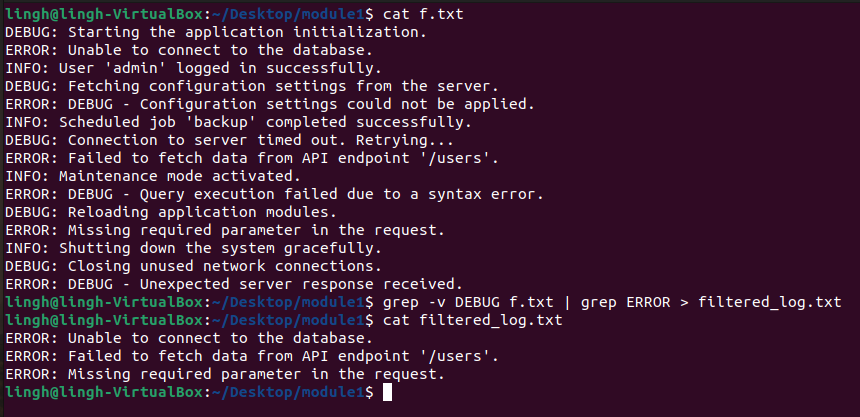 lingh@lingh-VirtualBox:~/Desktop/module1$ cat f.txt
DEBUG: Starting the application initialization.
ERROR: Unable to connect to the database.
INFO: User 'admin' logged in successfully.
DEBUG: Fetching configuration settings from the server.
ERROR: DEBUG - Configuration settings could not be applied.
INFO: Scheduled job 'backup' completed successfully.
DEBUG: Connection to server timed out. Retrying...
ERROR: Failed to fetch data from API endpoint '/users'.
INFO: Maintenance mode activated.
ERROR: DEBUG - Query execution failed due to a syntax error.
DEBUG: Reloading application modules.
ERROR: Missing required parameter in the request.
INFO: Shutting down the system gracefully.
DEBUG: Closing unused network connections.
ERROR: DEBUG - Unexpected server response received.
lingh@lingh-VirtualBox:~/Desktop/module1$ grep -v DEBUG f.txt | grep ERROR > filtered_log.txt
lingh@lingh-VirtualBox:~/Desktop/module1$ cat filtered_log.txt
ERROR: Unable to connect to the database.
ERROR: Failed to fetch data from API endpoint '/users'.
ERROR: Missing required parameter in the request.
lingh@lingh-VirtualBox:~/Desktop/module1$